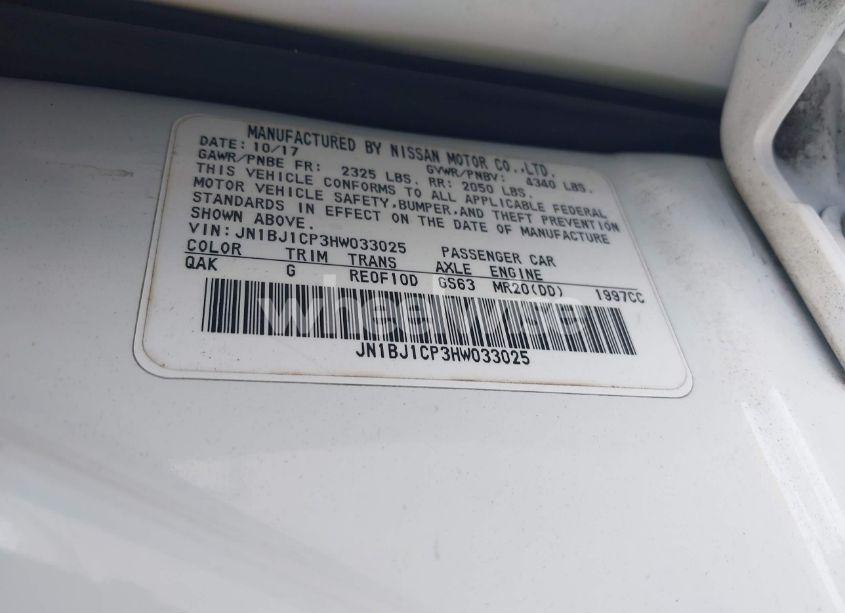 MANUFACTURED BY NISSAN MOTOR CO.,LTD.
DATE: 10/17 GVWR/PNBV: 4340 LBS.
GAWR/PNBE FR: 2325 LBS. RR: 2050 LBS.
THIS VEHICLE CONFORMS TO ALL APPLICABLE FEDERAL
MOTOR VEHICLE SAFETY,BUMPER,AND THEFT PREVENTION
STANDARDS IN EFFECT ON THE DATE OF MANUFACTURE
SHOWN ABOVE.
VIN:JN1BJ1CP3HW033025 PASSENGER CAR
COLOR TRIM TRANS AXLE ENGINE
QAK G RE0F10D GS63 MR20(DD) 1997CC
JN1BJ1CP3HW033025